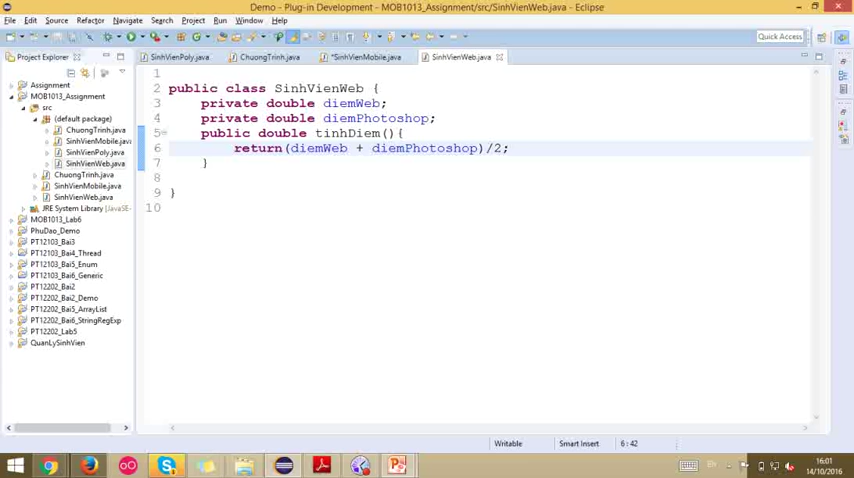 Demo - Plug-in Development - MOB1013_Assignment/src/SinhVienWeb.java - Eclipse
File Edit Source Refactor Navigate Search Project Run Window Help
Quick Access
Project Explorer
SinhVienPoly.java
ChuongTrinh.java
*SinhVienMobile.java
SinhVienWeb.java
Assignment
MOB1013_Assignment
src
(default package)
ChuongTrinh.java
SinhVienMobile.java
SinhVienPoly.java
SinhVienWeb.java
ChuongTrinh.java
SinhVienMobile.java
SinhVienWeb.java
JRE System Library [JavaSE-
MOB1013_Lab6
PhuDao_Demo
PT12103_Bai3
PT12103_Bai4_Thread
PT12103_Bai5_Enum
PT12103_Bai6_Generic
PT12202_Bai2
PT12202_Bai2_Demo
PT12202_Bai5_ArrayList
PT12202_Bai6_StringRegExp
PT12202_Lab5
QuanLySinhVien
1
2 public class SinhVienWeb {
3 private double diemWeb;
4 private double diemPhotoshop;
5 public double tinhDiem(){
6 return(diemWeb + diemPhotoshop)/2;
7 }
8
9 }
10
Writable Smart Insert 6 : 42
EN
16:01
14/10/2016